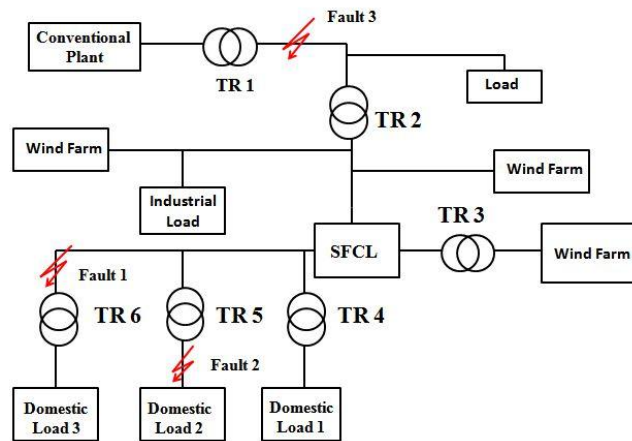 Fault 3
Conventional
Plant
TR 1
Load
TR 2
Wind Farm
Wind Farm
Industrial
Load
TR 3
SFCL
Wind Farm
Fault 1
TR 6
TR 5
TR 4
Fault 2
Domestic
Load 3
Domestic
Load 2
Domestic
Load 1